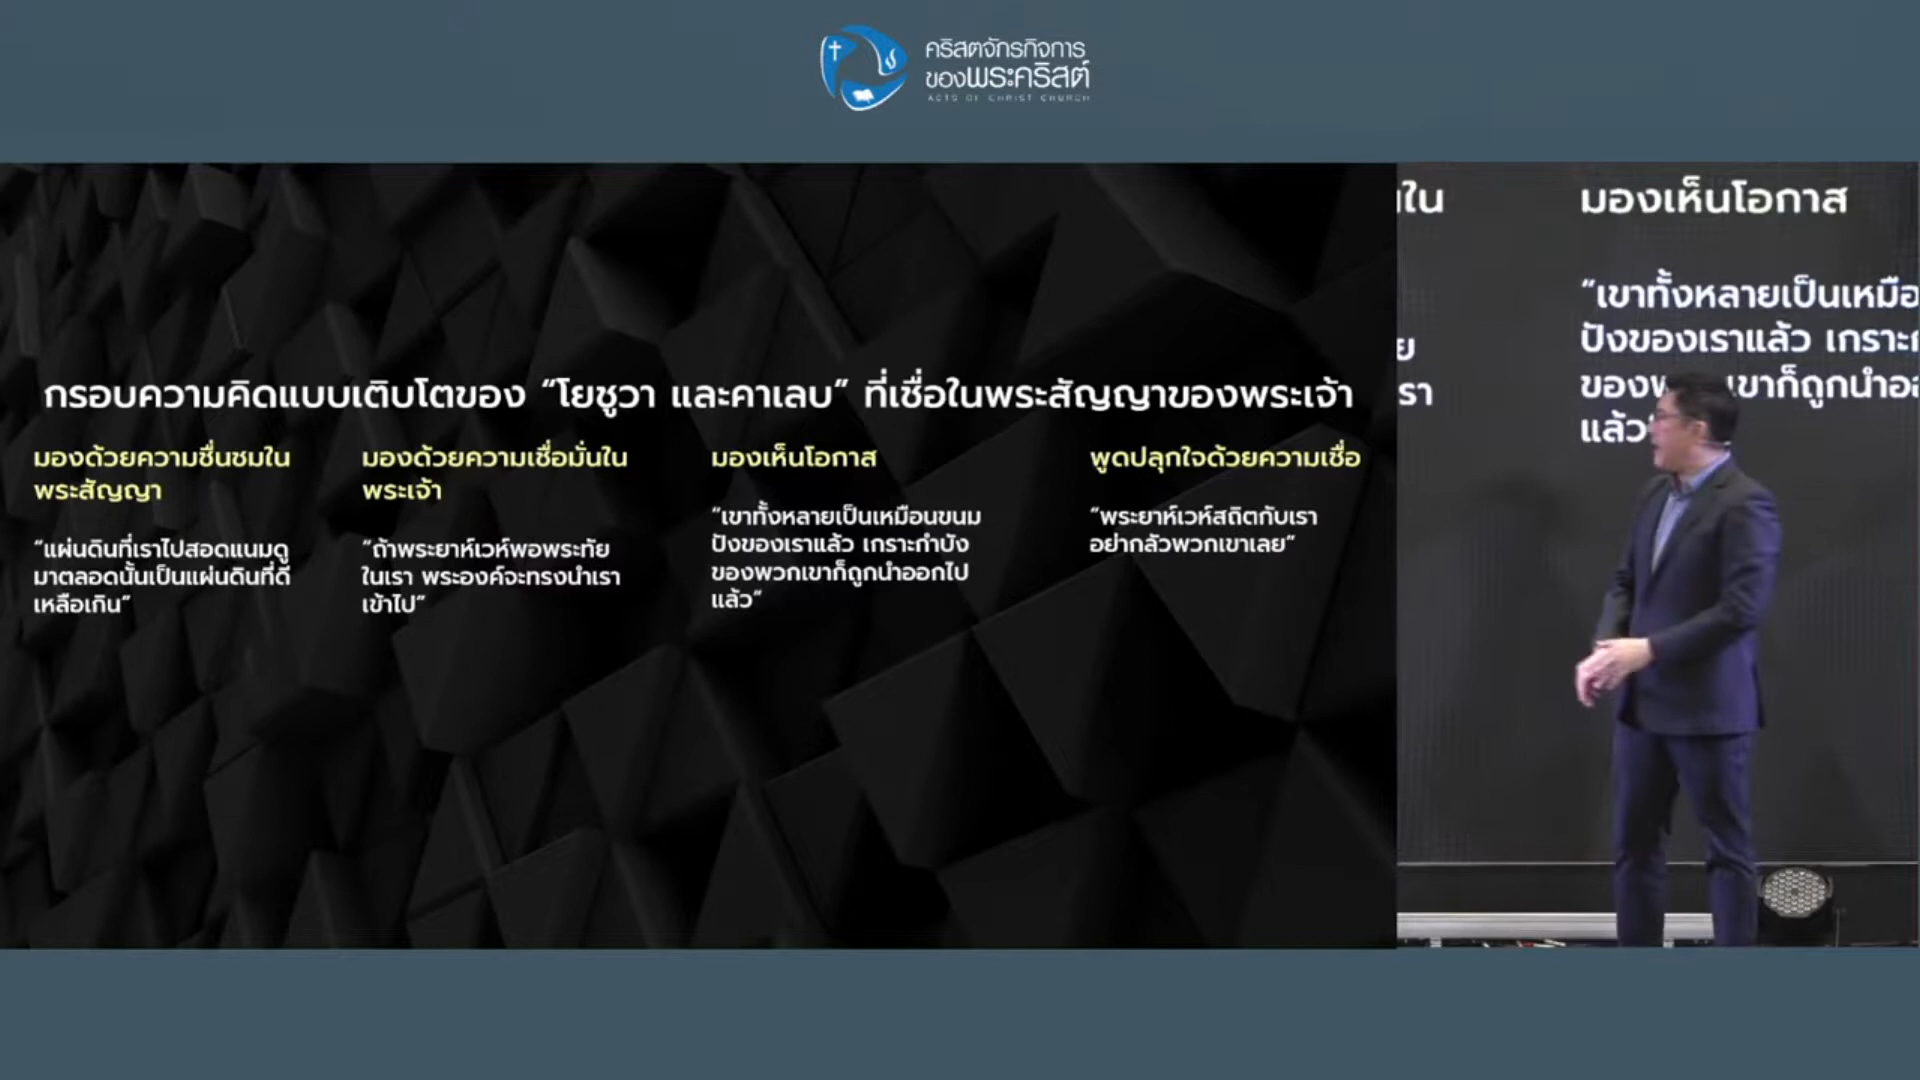 คริสตจักรกิจการ
ของพระคริสต์
ACTS OF CHRIST CHURCH
กรอบความคิดแบบเติบโตของ “โยชูวา และคาเลบ” ที่เชื่อในพระสัญญาของพระเจ้า
มองด้วยความชื่นชมใน
พระสัญญา
“แผ่นดินที่เราไปสอดแนมดู
มาตลอดนั้นเป็นแผ่นดินที่ดี
เหลือเกิน”
มองด้วยความเชื่อมั่นใน
พระเจ้า
“ถ้าพระยาห์เวห์พอพระทัย
ในเรา พระองค์จะทรงนำเรา
เข้าไป”
มองเห็นโอกาส
“เขาทั้งหลายเป็นเหมือนขนม
ปังของเราแล้ว เกราะกำบัง
ของพวกเขาก็ถูกนำออกไป
แล้ว”
พูดปลุกใจด้วยความเชื่อ
“พระยาห์เวห์สถิตกับเรา
อย่ากลัวพวกเขาเลย”
ใน
ย
รา
มองเห็นโอกาส
“เขาทั้งหลายเป็นเหมือ
ปังของเราแล้ว เกราะ
ของพ เขาก็ถูกนำออ
แล้ว